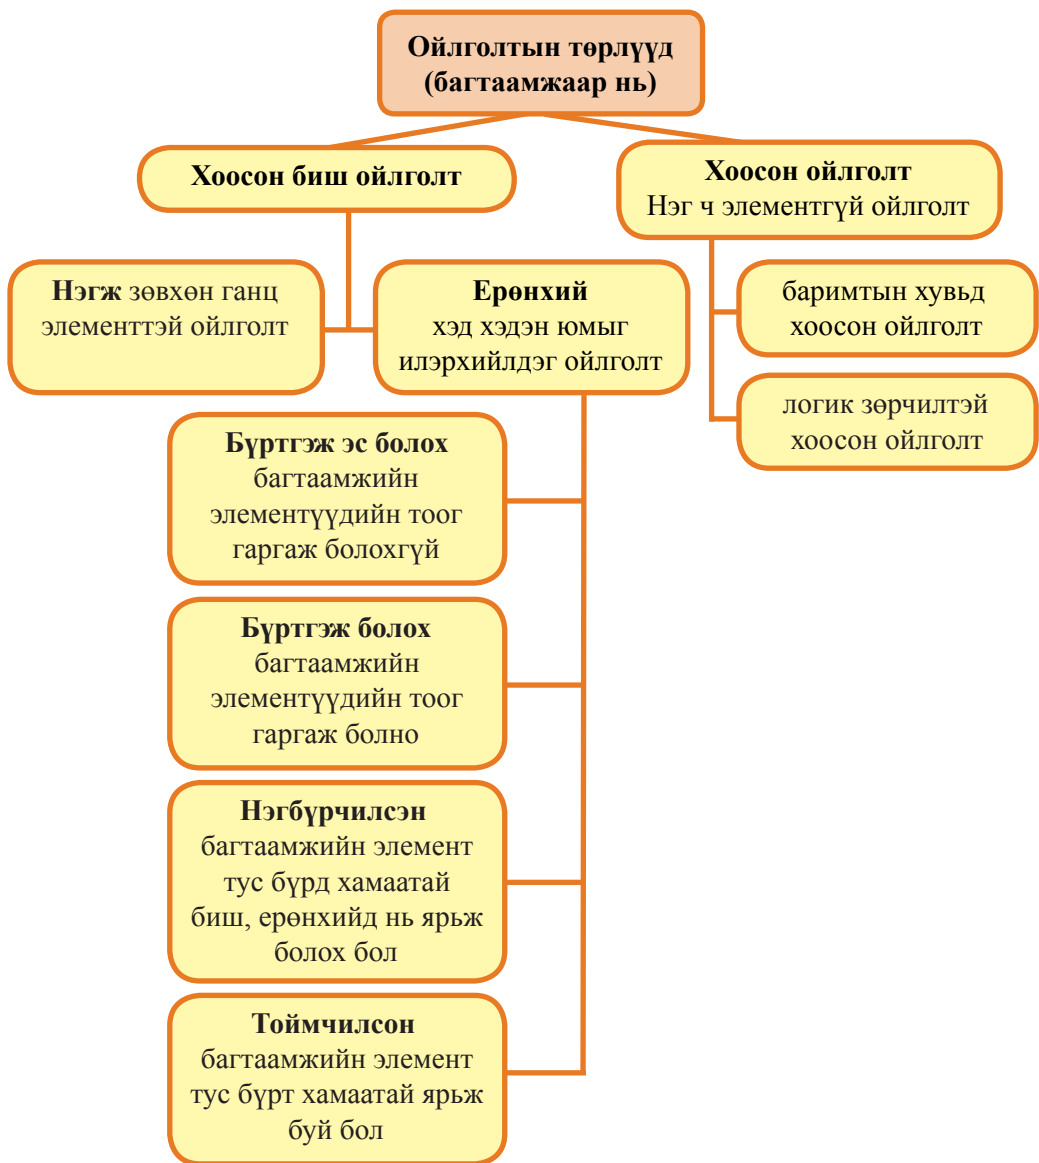 Ойлголтын төрлүүд
(багтаамжаар нь)
Хоосон биш ойлголт
Хоосон ойлголт
Нэг ч элементгүй ойлголт
Нэгж зөвхөн ганц
элементтэй ойлголт
Ерөнхий
хэд хэдэн юмыг
илэрхийлдэг ойлголт
баримтын хувьд
хоосон ойлголт
логик зөрчилтэй
хоосон ойлголт
Бүртгэж эс болох
багтаамжийн
элементүүдийн тоог
гаргаж болохгүй
Бүртгэж болох
багтаамжийн
элементүүдийн тоог
гаргаж болно
Нэгбүрчилсэн
багтаамжийн элемент
тус бүрд хамаатай
биш, ерөнхийд нь ярьж
болох бол
Тоймчилсон
багтаамжийн элемент
тус бүрт хамаатай ярьж
буй бол